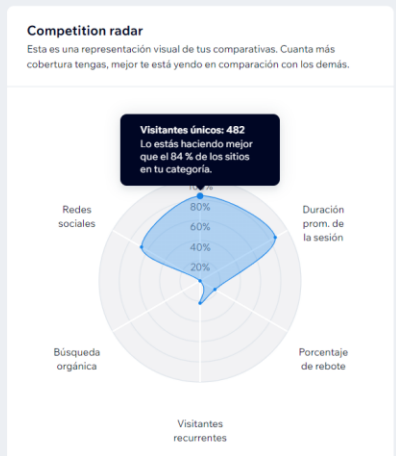 Competition radar
Esta es una representación visual de tus comparativas. Cuanta más
cobertura tengas, mejor te está yendo en comparación con los demás.
Visitantes únicos: 482
Lo estás haciendo mejor
que el 84 % de los sitios
en tu categoría.
100%
80%
60%
40%
20%
Redes
sociales
Duración
prom. de
la sesión
Búsqueda
orgánica
Porcentaje
de rebote
Visitantes
recurrentes